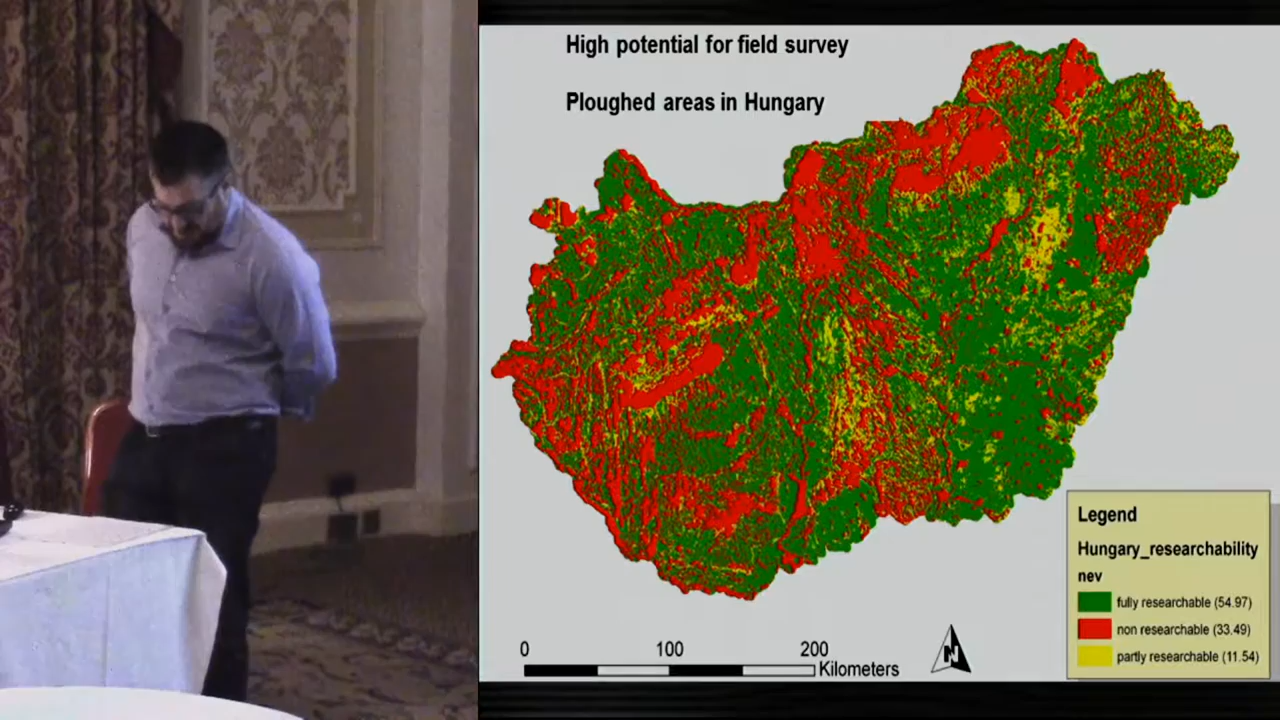 High potential for field survey
Ploughed areas in Hungary
Legend
Hungary_researchability
nev
fully researchable (54.97)
non researchable (33.49)
partly researchable (11.54)
0 100 200
Kilometers
N